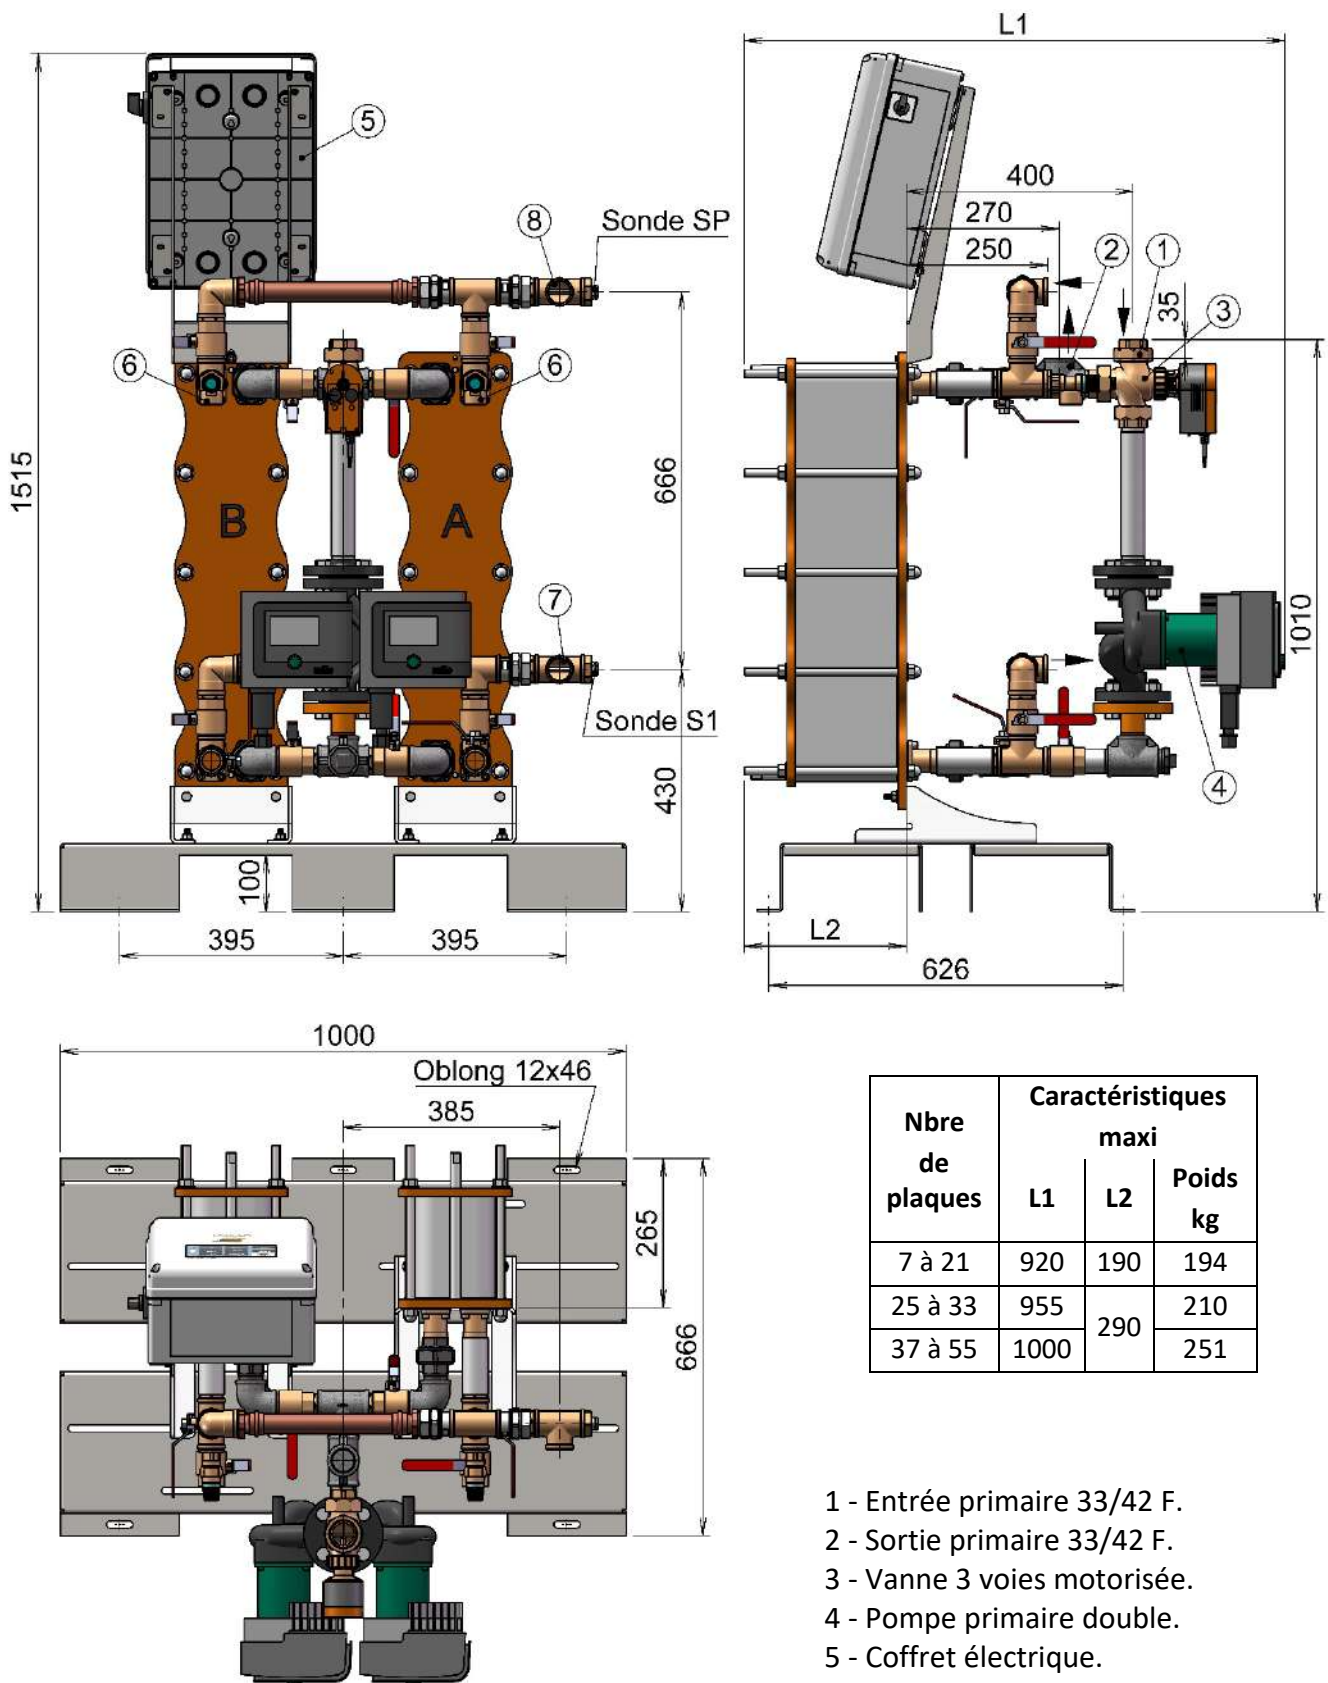 L1
5
8
Sonde SP
400
270
250
2
1
35
3
6
6
1515
666
B
A
7
1010
Sonde S1
430
4
100
395
395
L2
626
1000
Oblong 12x46
385
265
666
Nbre de plaques
Caractéristiques maxi
L1
L2
Poids kg
7 à 21
920
190
194
25 à 33
955
290
210
37 à 55
1000
251
1 - Entrée primaire 33/42 F.
2 - Sortie primaire 33/42 F.
3 - Vanne 3 voies motorisée.
4 - Pompe primaire double.
5 - Coffret électrique.